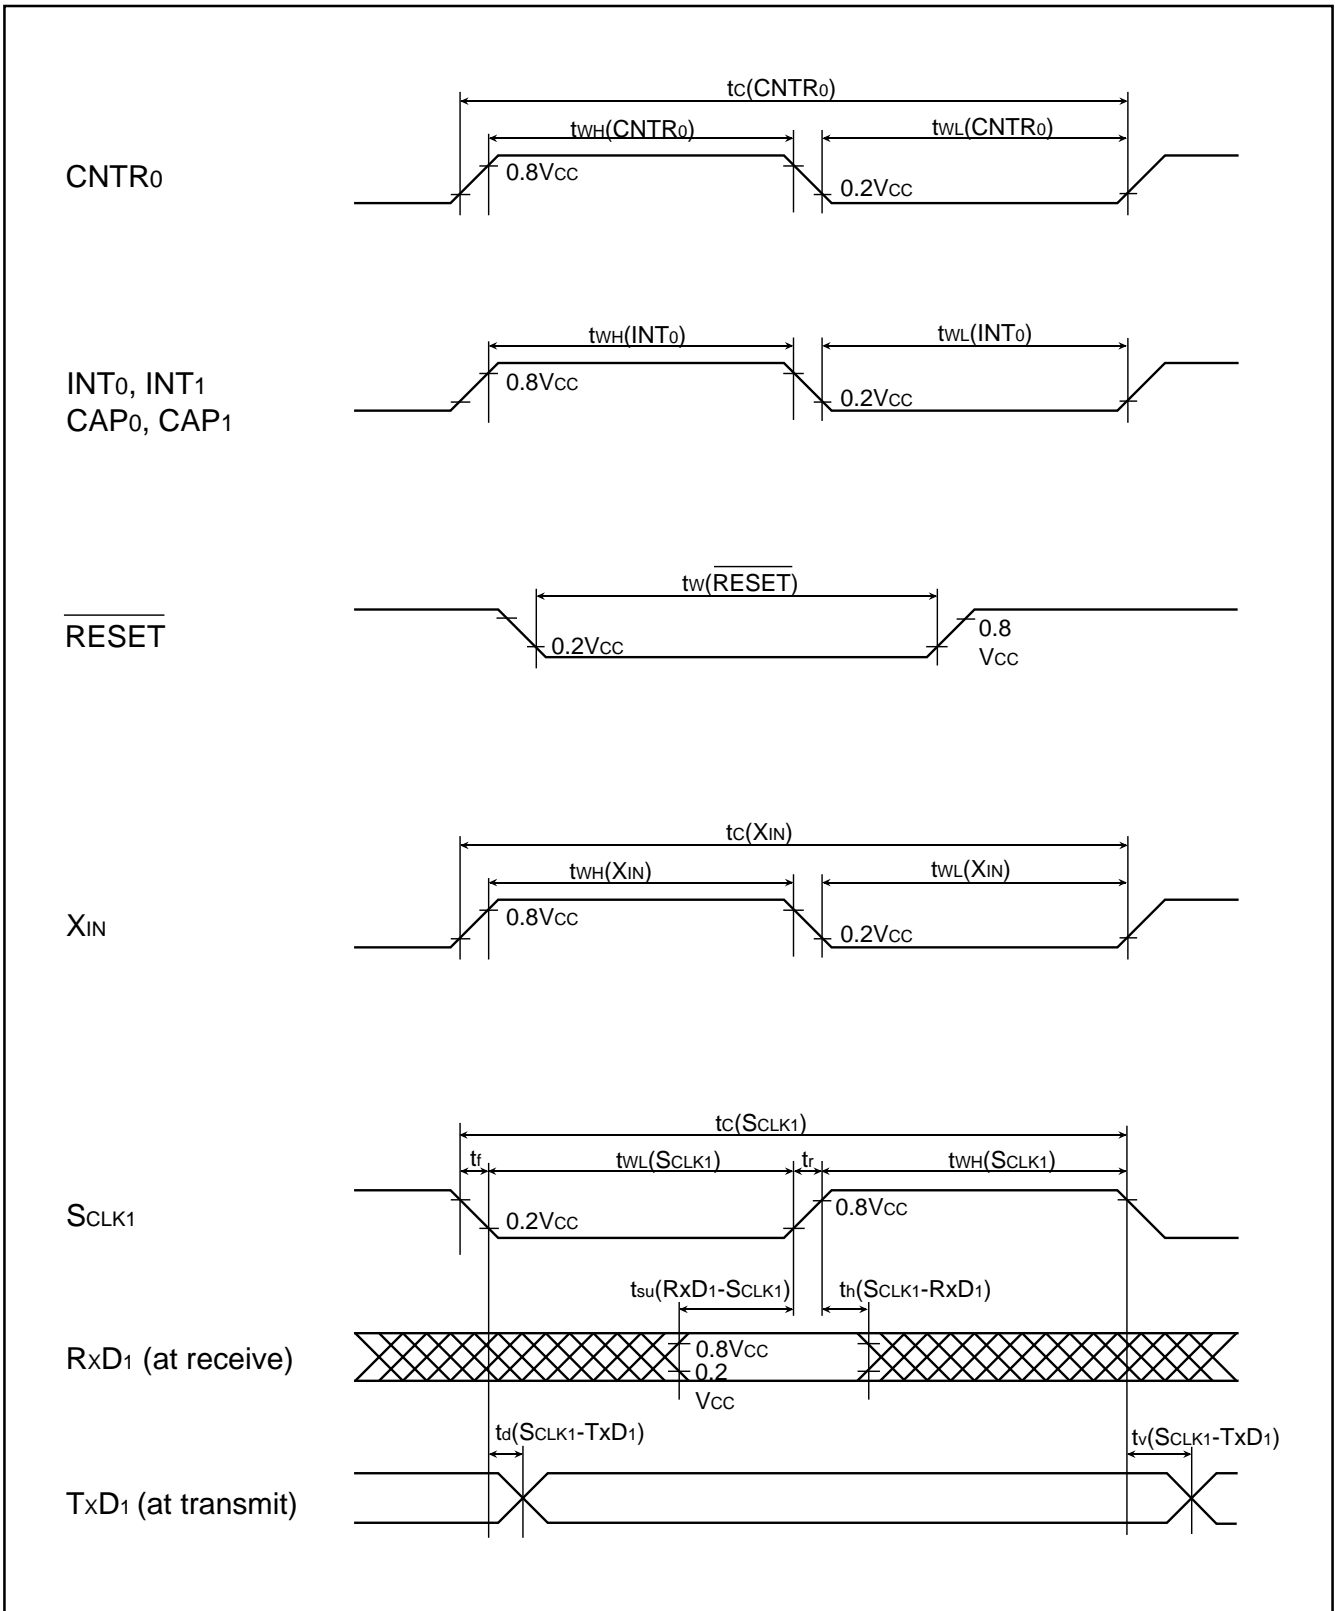 tC(CNTR0)
tWH(CNTR0)
tWL(CNTR0)
CNTR0
0.8VCC
0.2VCC
tWH(INT0)
tWL(INT0)
INT0, INT1
CAP0, CAP1
0.8VCC
0.2VCC
tW(RESET)
RESET
0.2VCC
0.8
VCC
tC(XIN)
tWH(XIN)
tWL(XIN)
XIN
0.8VCC
0.2VCC
tC(SCLK1)
tf
tWL(SCLK1)
tr
tWH(SCLK1)
SCLK1
0.2VCC
0.8VCC
tsu(RxD1-SCLK1)
th(SCLK1-RxD1)
RXD1 (at receive)
0.8VCC
0.2
VCC
td(SCLK1-TxD1)
tv(SCLK1-TxD1)
TXD1 (at transmit)